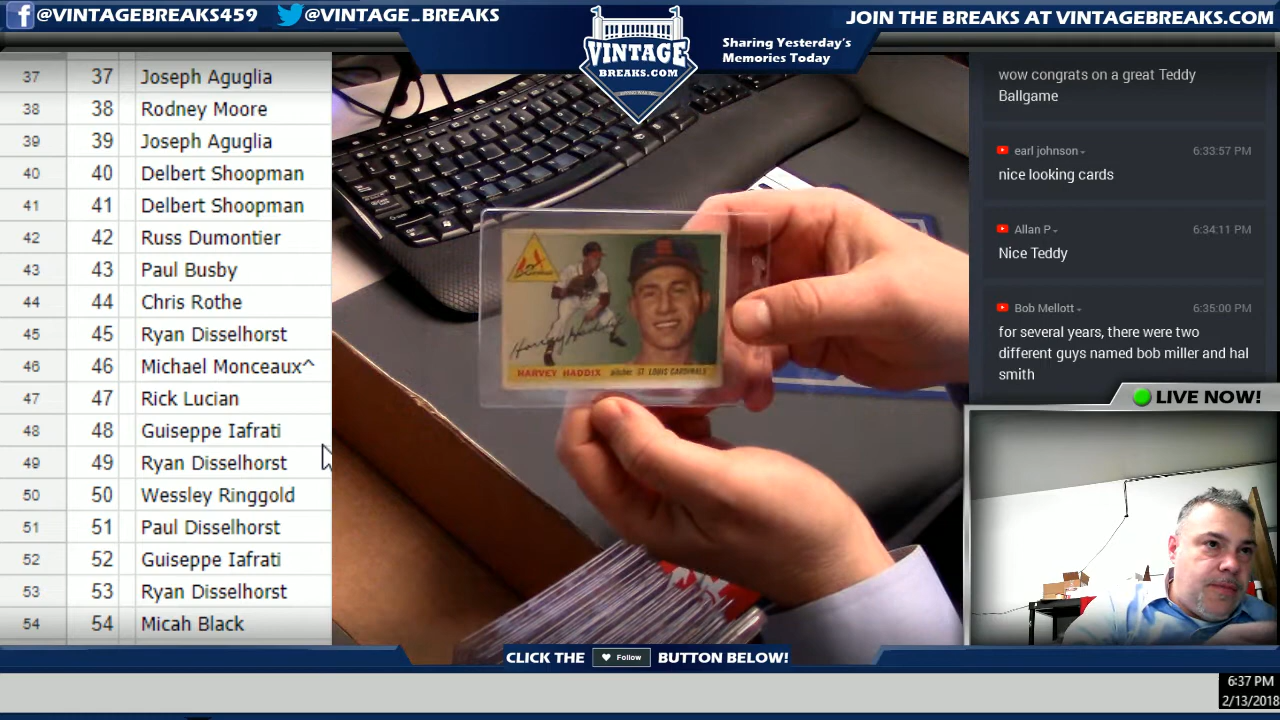 @VINTAGEBREAKS459
@VINTAGE_BREAKS
VINTAGE
BREAKS.COM
Sharing Yesterday's
Memories Today
JOIN THE BREAKS AT VINTAGEBREAKS.COM
37 37 Joseph Aguglia
38 38 Rodney Moore
39 39 Joseph Aguglia
40 40 Delbert Shoopman
41 41 Delbert Shoopman
42 42 Russ Dumontier
43 43 Paul Busby
44 44 Chris Rothe
45 45 Ryan Disselhorst
46 46 Michael Monceaux^
47 47 Rick Lucian
48 48 Guiseppe Iafrati
49 49 Ryan Disselhorst
50 50 Wessley Ringgold
51 51 Paul Disselhorst
52 52 Guiseppe Iafrati
53 53 Ryan Disselhorst
54 54 Micah Black
Harvey Haddix
HARVEY HADDIX pitcher ST. LOUIS CARDINALS
wow congrats on a great Teddy
Ballgame
earl johnson 6:33:57 PM
nice looking cards
Allan P 6:34:11 PM
Nice Teddy
Bob Mellott 6:35:00 PM
for several years, there were two
different guys named bob miller and hal
smith
LIVE NOW!
CLICK THE Follow BUTTON BELOW!
6:37 PM
2/13/2018